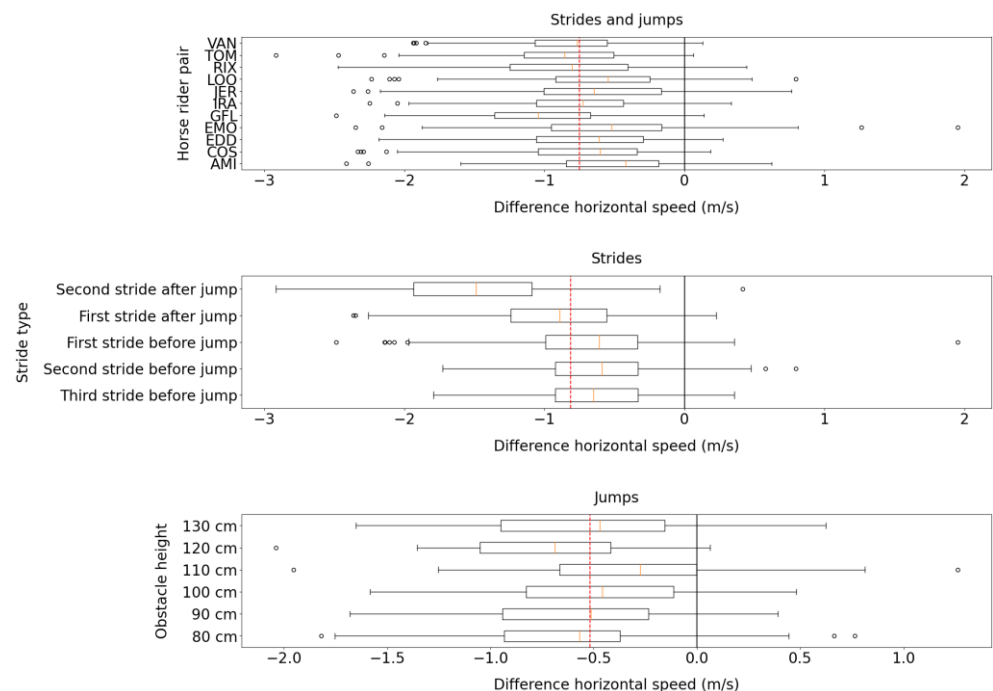 Strides and jumps
Horse rider pair
VAN
TOM
RIX
LOO
JER
IRA
GFL
EMO
EDD
COS
AMI
−3 −2 −1 0 1 2
Difference horizontal speed (m/s)
Strides
Stride type
Second stride after jump
First stride after jump
First stride before jump
Second stride before jump
Third stride before jump
−3 −2 −1 0 1 2
Difference horizontal speed (m/s)
Jumps
Obstacle height
130 cm
120 cm
110 cm
100 cm
90 cm
80 cm
−2.0 −1.5 −1.0 −0.5 0.0 0.5 1.0
Difference horizontal speed (m/s)